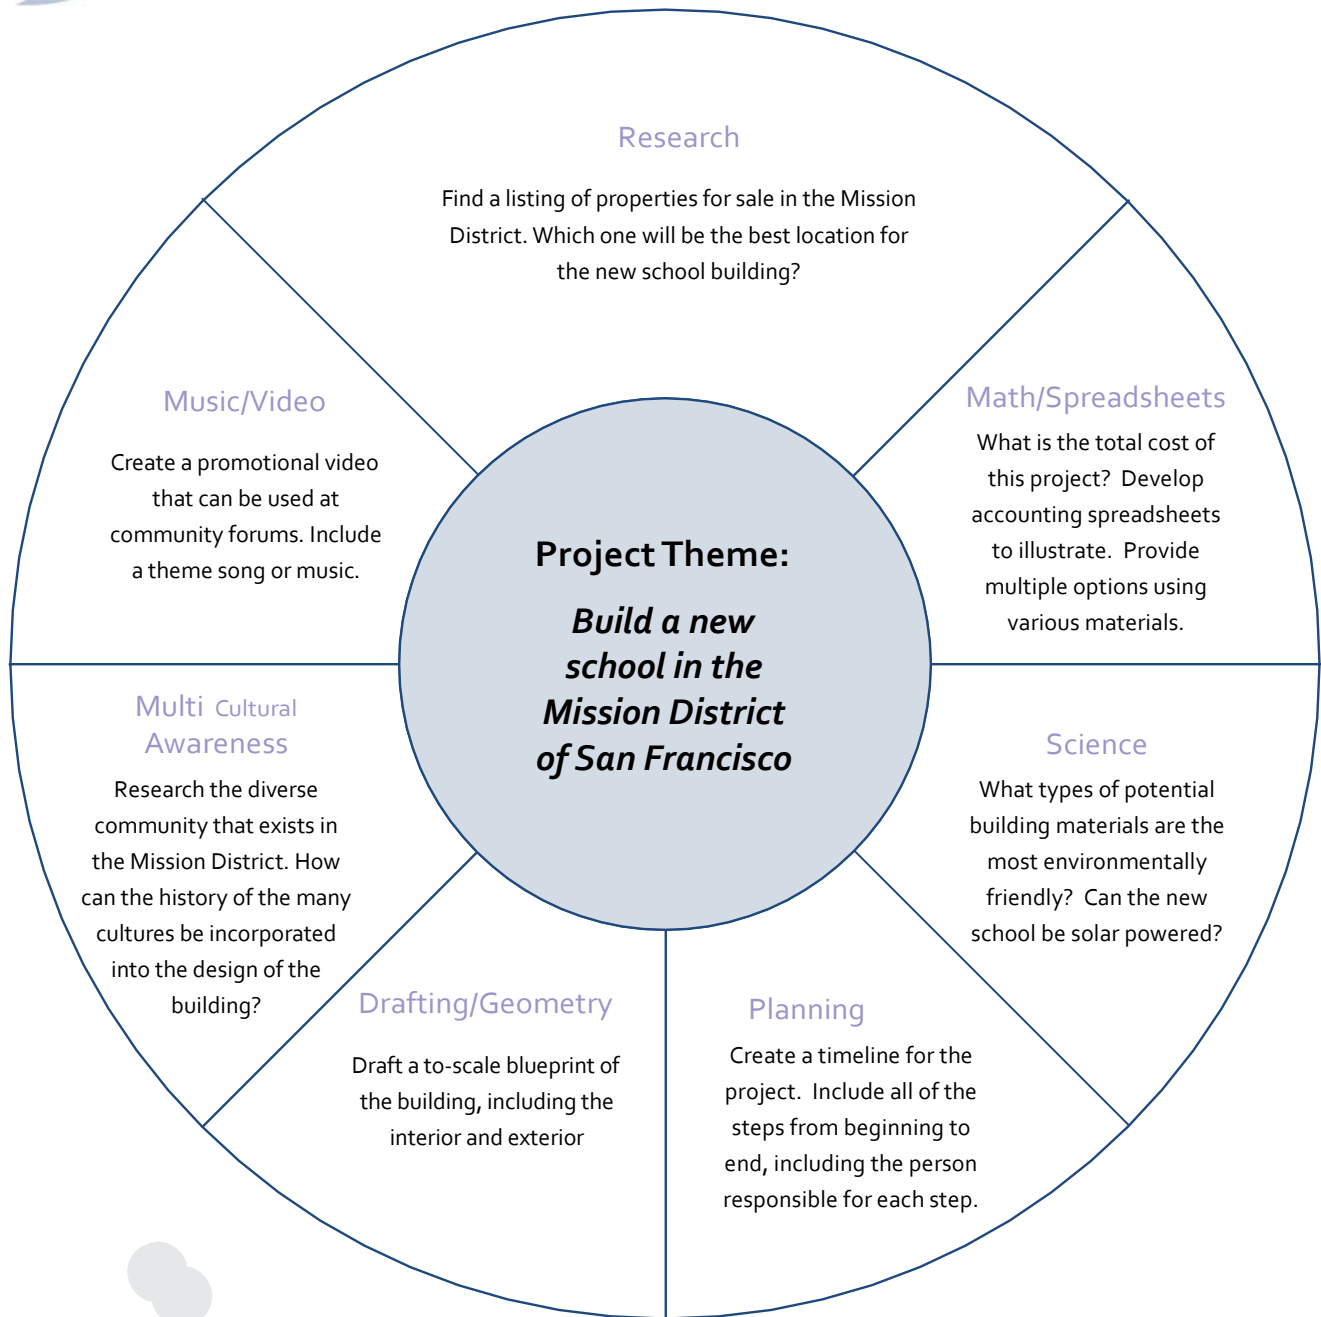 Research
Find a listing of properties for sale in the Mission
District. Which one will be the best location for
the new school building?
Math/Spreadsheets
What is the total cost of
this project? Develop
accounting spreadsheets
to illustrate. Provide
multiple options using
various materials.
Science
What types of potential
building materials are the
most environmentally
friendly? Can the new
school be solar powered?
Planning
Create a timeline for the
project. Include all of the
steps from beginning to
end, including the person
responsible for each step.
Drafting/Geometry
Draft a to-scale blueprint of
the building, including the
interior and exterior
Multi Cultural
Awareness
Research the diverse
community that exists in
the Mission District. How
can the history of the many
cultures be incorporated
into the design of the
building?
Music/Video
Create a promotional video
that can be used at
community forums. Include
a theme song or music.
Project Theme:
Build a new
school in the
Mission District
of San Francisco